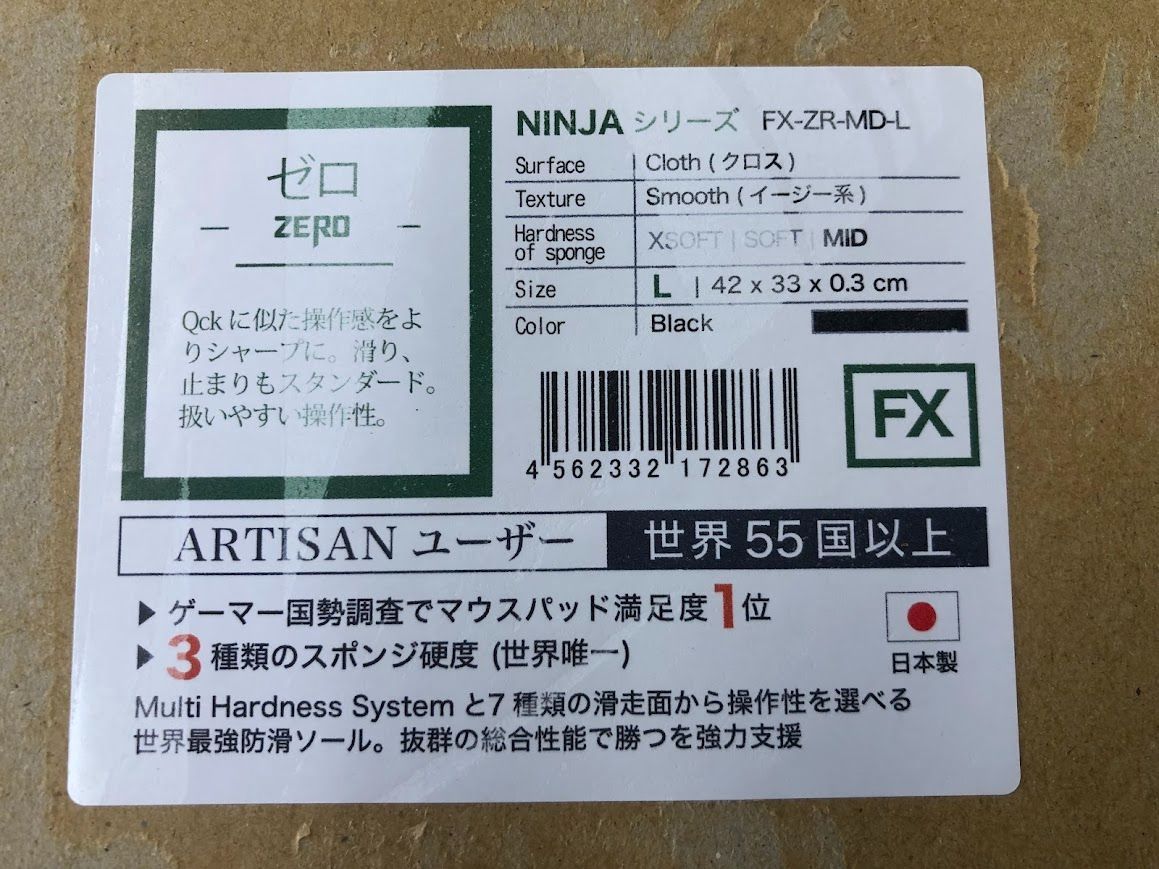 ゼロ
ZERO
Qck に似た操作感をよ
りシャープに。滑り、
止まりもスタンダード。
扱いやすい操作性。
NINJA シリーズ FX-ZR-MD-L
Surface Cloth ( クロス )
Texture Smooth ( イージー系 )
Hardness
of sponge XSOFT | SOFT | MID
Size L | 42 x 33 x 0.3 cm
Color Black
4 562332 172863
FX
ARTISAN ユーザー 世界 55 国以上
▶ ゲーマー国勢調査でマウスパッド満足度 1 位
▶ 3 種類のスポンジ硬度 (世界唯一)
日本製
Multi Hardness System と7 種類の滑走面から操作性を選べる
世界最強防滑ソール。抜群の総合性能で勝つを強力支援